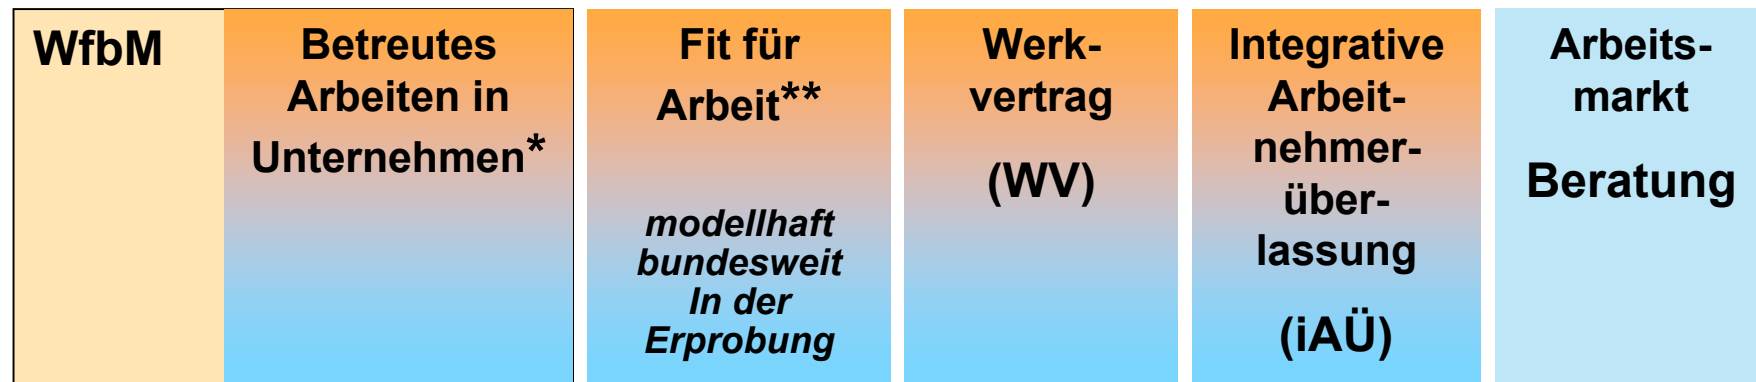 WfbM
Betreutes
Arbeiten in
Unternehmen*
Fit für
Arbeit**
modellhaft
bundesweit
In der
Erprobung
Werk-
vertrag
(WV)
Integrative
Arbeit-
nehmer-
über-
lassung
(iAÜ)
Arbeits-
markt
Beratung